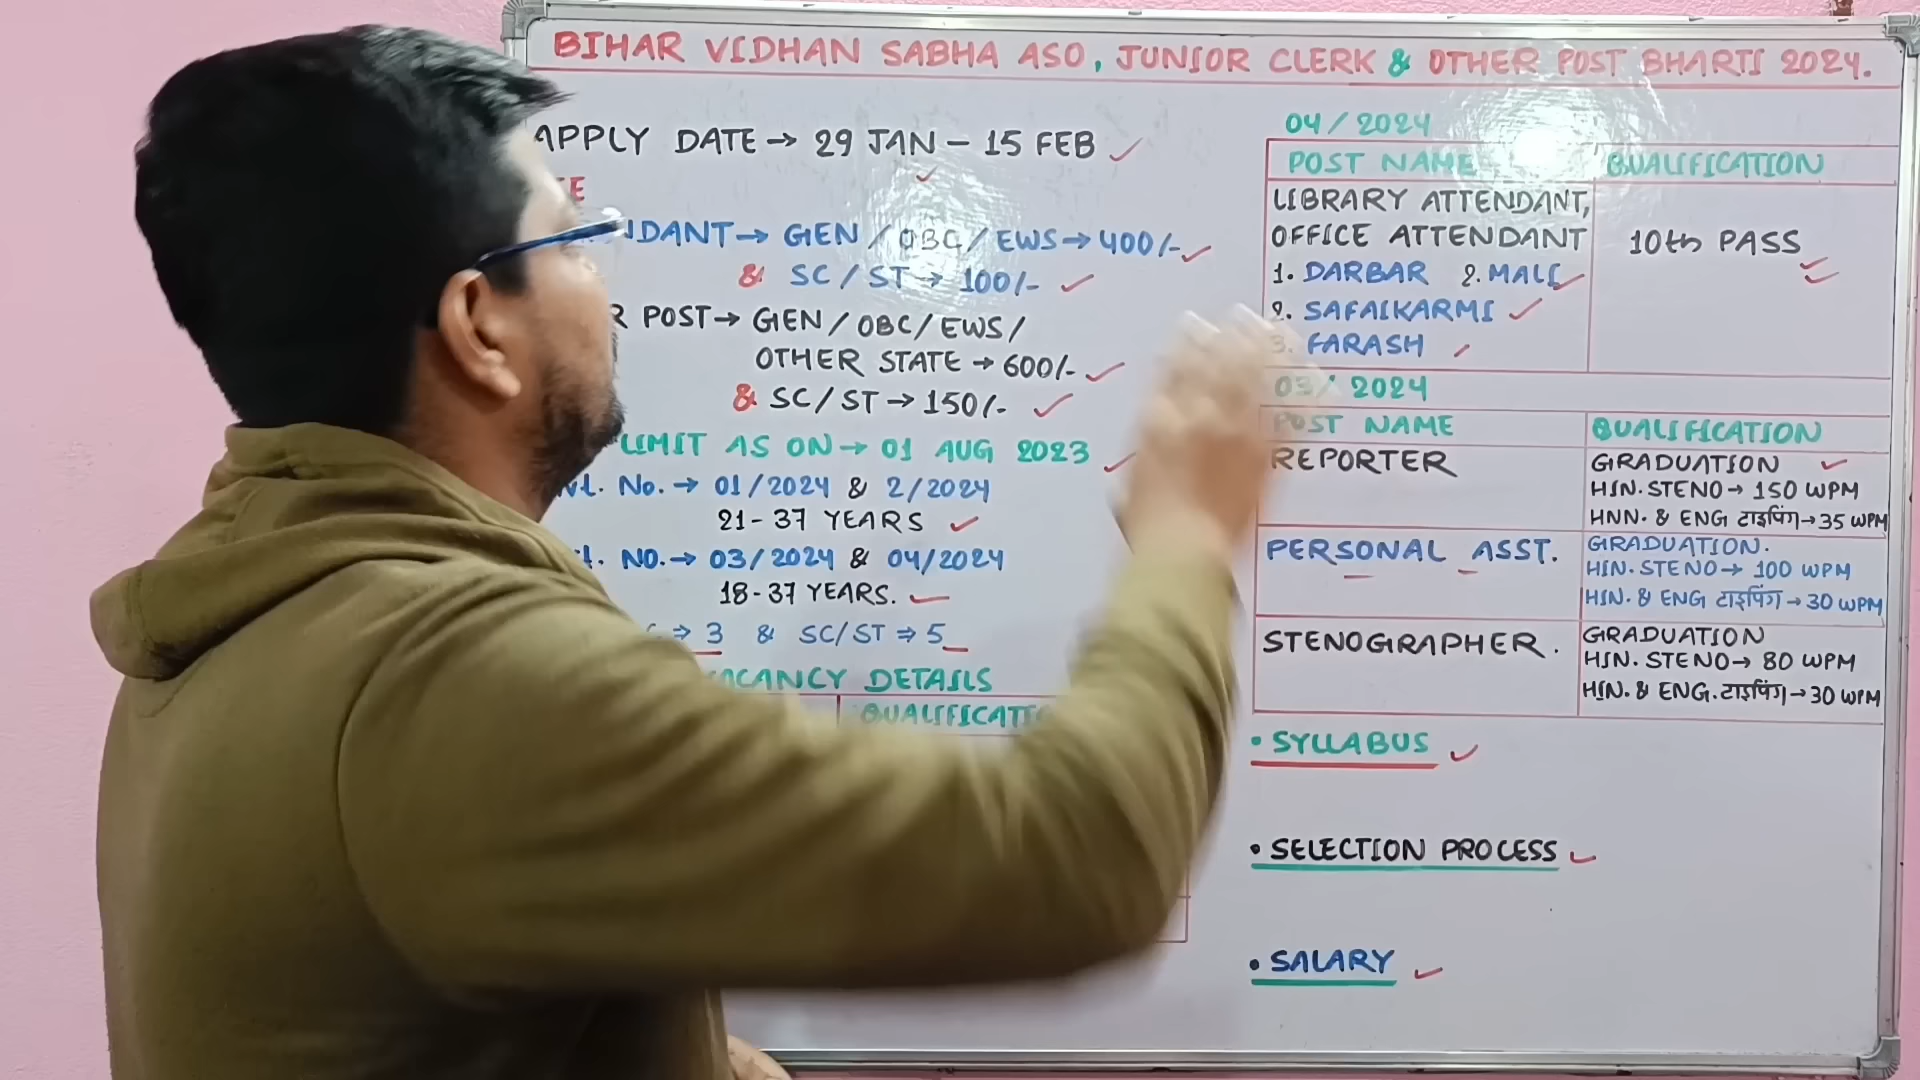 BIHAR VIDHAN SABHA ASO, JUNIOR CLERK & OTHER POST BHARTI 2024.
APPLY DATE → 29 JAN - 15 FEB
→ GEN / OBC / EWS → 400/-
& SC / ST → 100/-
POST → GEN / OBC / EWS /
OTHER STATE → 600/-
& SC / ST → 150/-
LIMIT AS ON → 01 AUG 2023
No. → 01/2024 & 2/2024
21 - 37 YEARS
NO. → 03/2024 & 04/2024
18 - 37 YEARS.
⇒ 3 & SC/ST ⇒ 5
DETAILS
04/2024
POST NAME QUALIFICATION
LIBRARY ATTENDANT,
OFFICE ATTENDANT 10th PASS
1. DARBAR 2. MALI
2. SAFAIKARMI
3. FARASH
03/2024
POST NAME QUALIFICATION
REPORTER GRADUATION
HIN. STENO → 150 WPM
HNN. & ENG टाइपिंग → 35 WPM
PERSONAL ASST. GRADUATION.
HIN. STENO → 100 WPM
HIN. & ENG टाइपिंग → 30 WPM
STENOGRAPHER. GRADUATION
HIN. STENO → 80 WPM
HIN. & ENG. टाइपिंग → 30 WPM
• SYLLABUS
• SELECTION PROCESS
• SALARY